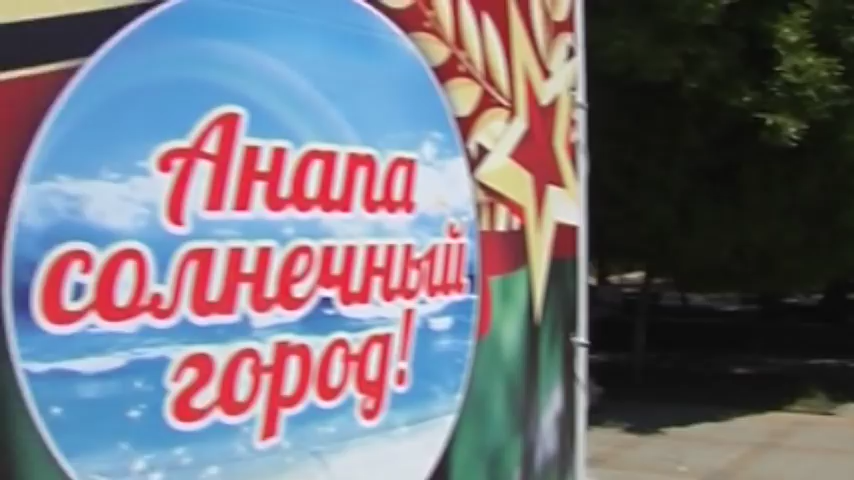 Анапа
солнечный
город!